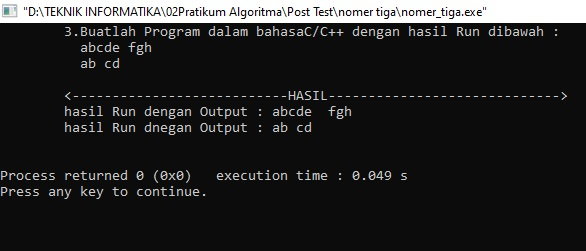 "D:\TEKNIK INFORMATIKA\02Pratikum Algoritma\Post Test\nomer tiga\nomer_tiga.exe"
3.Buatlah Program dalam bahasaC/C++ dengan hasil Run dibawah :
abcde fgh
ab cd
<--------------------------HASIL---------------------------->
hasil Run dengan Output : abcde  fgh
hasil Run dnegan Output : ab cd
Process returned 0 (0x0)   execution time : 0.049 s
Press any key to continue.